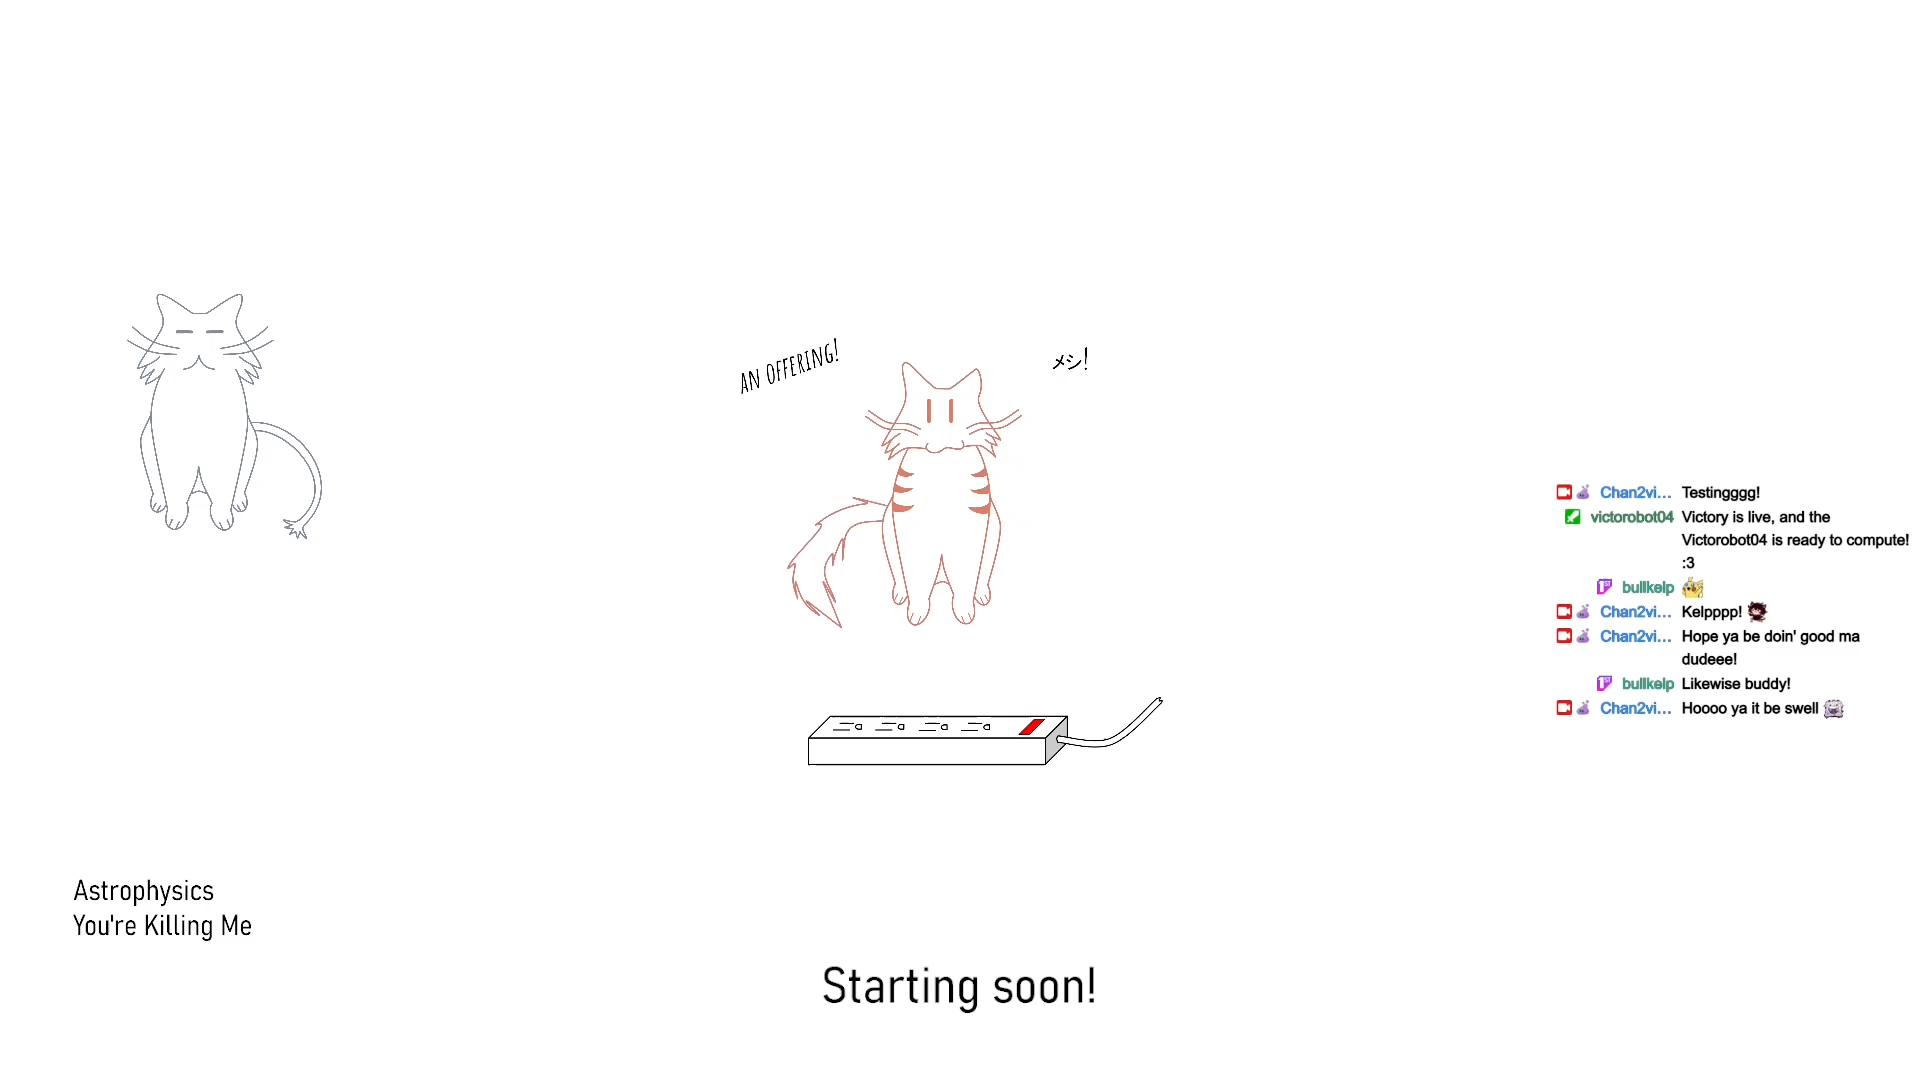 AN OFFERING!
メシ!
Chan2vi... Testingggg!
victorobot04 Victory is live, and the
Victorobot04 is ready to compute!
:3
bullkelp
Chan2vi... Kelpppp!
Chan2vi... Hope ya be doin' good ma
dudeee!
bullkelp Likewise buddy!
Chan2vi... Hoooo ya it be swell
Astrophysics
You're Killing Me
Starting soon!